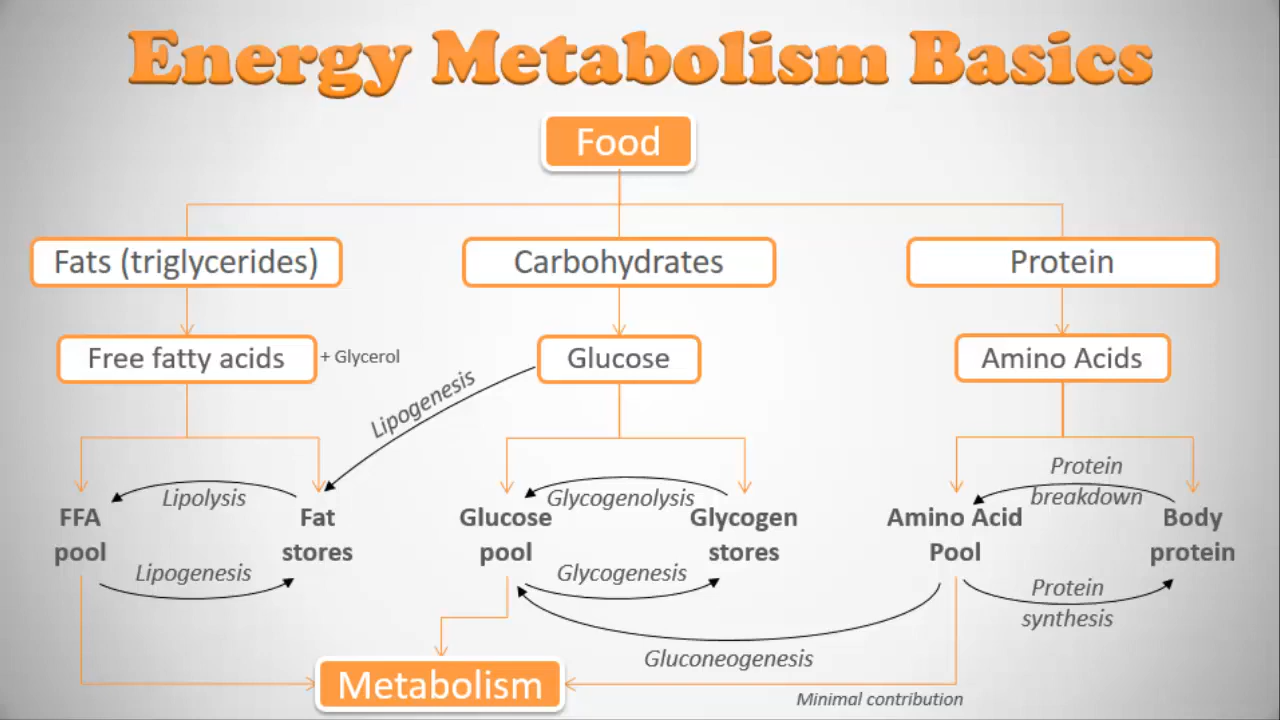 Energy Metabolism Basics
Food
Fats (triglycerides)
Carbohydrates
Protein
Free fatty acids
+ Glycerol
Glucose
Amino Acids
Lipogenesis
Lipolysis
Glycogenolysis
Protein
breakdown
FFA
pool
Fat
stores
Glucose
pool
Glycogen
stores
Amino Acid
Pool
Body
protein
Lipogenesis
Glycogenesis
Protein
synthesis
Gluconeogenesis
Metabolism
Minimal contribution